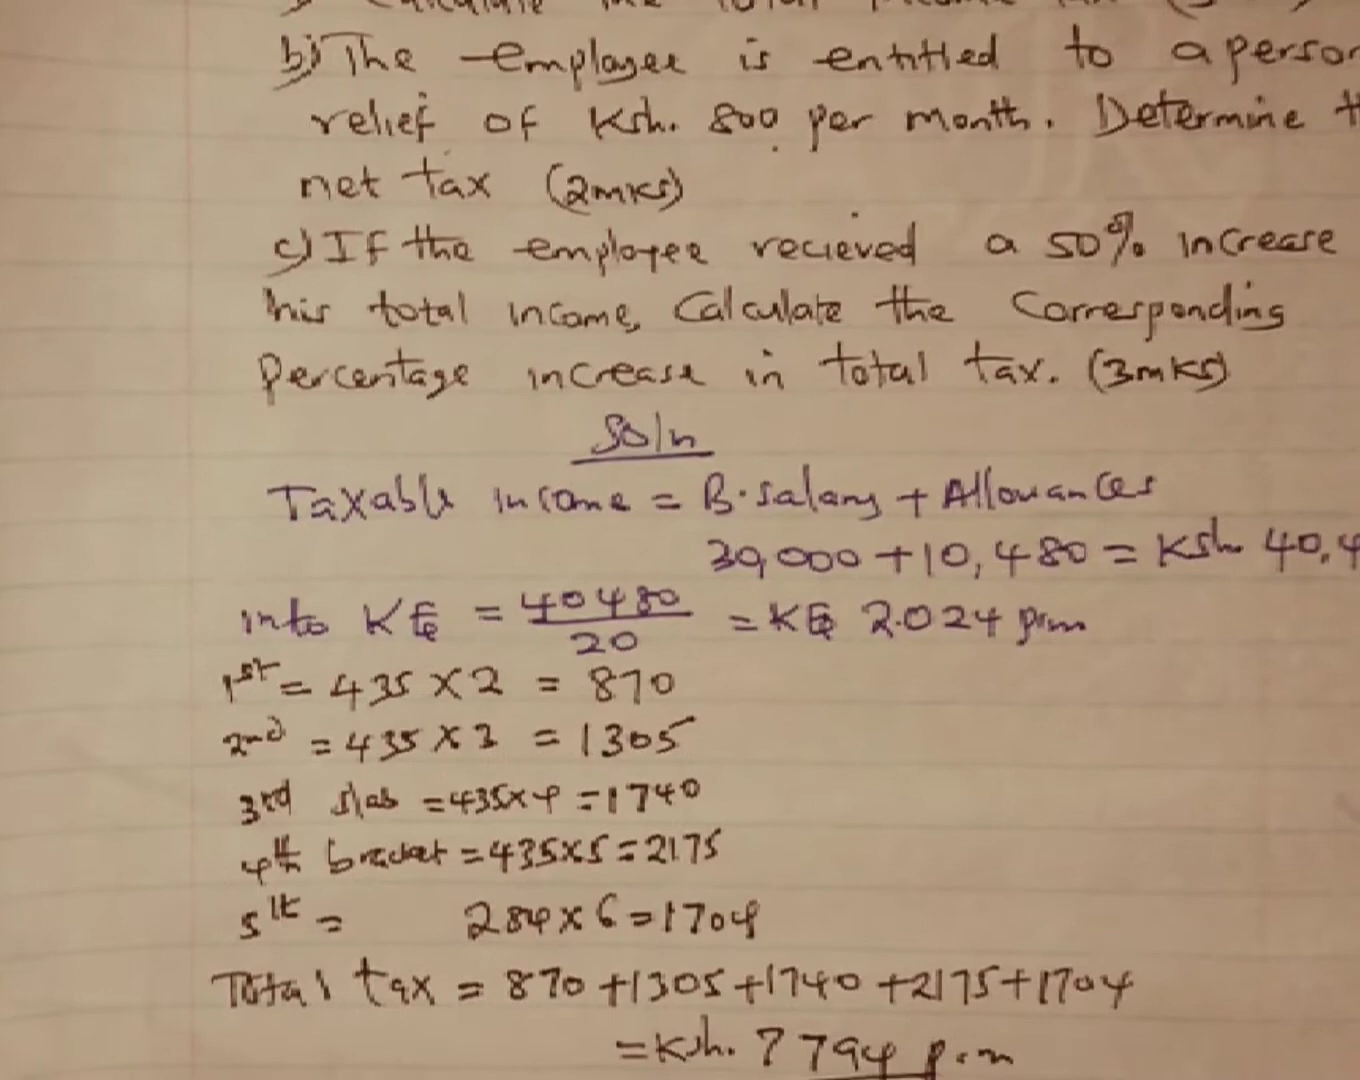 b) The employee is entitled to a person
relief of Ksh. 800 per month. Determine
net tax (2mks)
c) If the employee recieved a 50% increase
his total income, Calculate the Corresponding
Percentage increase in total tax. (3mks)
Soln
Taxable income = B.salary + Allowances
30,000 + 10,480 = Ksh 40,4
into K£ = 40480/20 = K£ 2024 p.m
1st = 435 x 2 = 870
2nd = 435 x 3 = 1305
3rd slab = 435x4 = 1740
4th bracket = 435x5 = 2175
5th = 284 x 6 = 1704
Total tax = 870 + 1305 + 1740 + 2175 + 1704
= Ksh. 7794 p.m